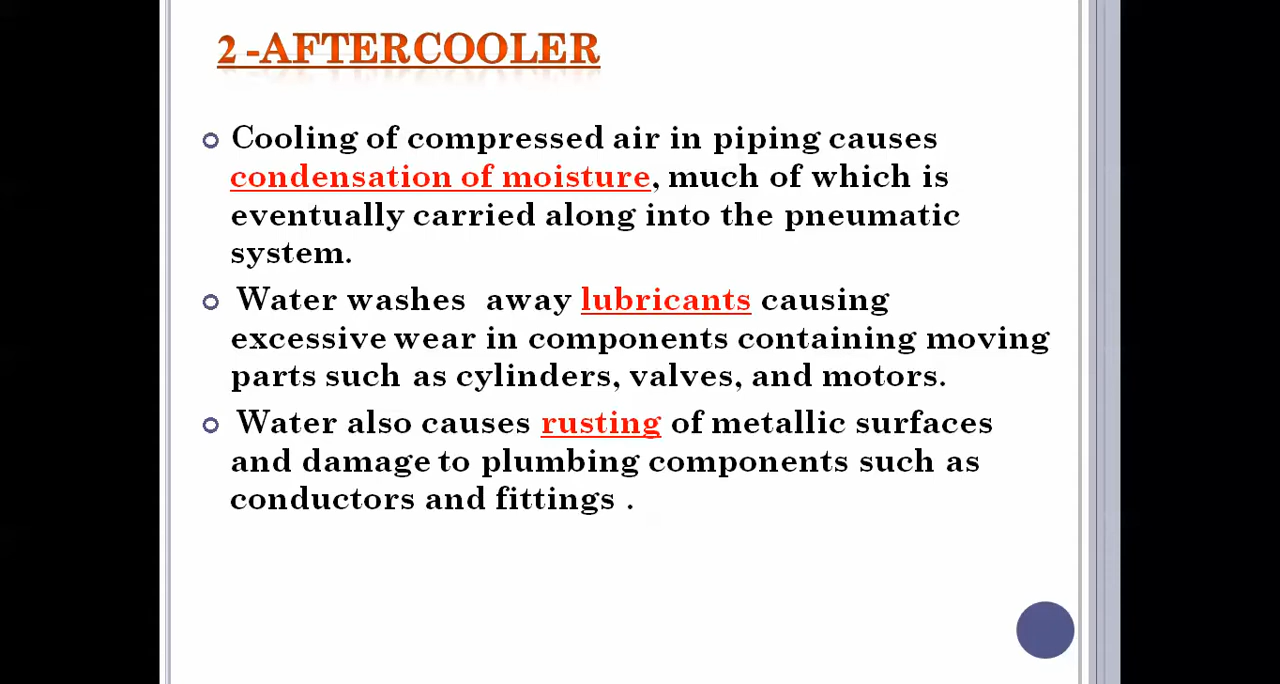 2 -AFTERCOOLER
Cooling of compressed air in piping causes
condensation of moisture, much of which is
eventually carried along into the pneumatic
system.
Water washes away lubricants causing
excessive wear in components containing moving
parts such as cylinders, valves, and motors.
Water also causes rusting of metallic surfaces
and damage to plumbing components such as
conductors and fittings .